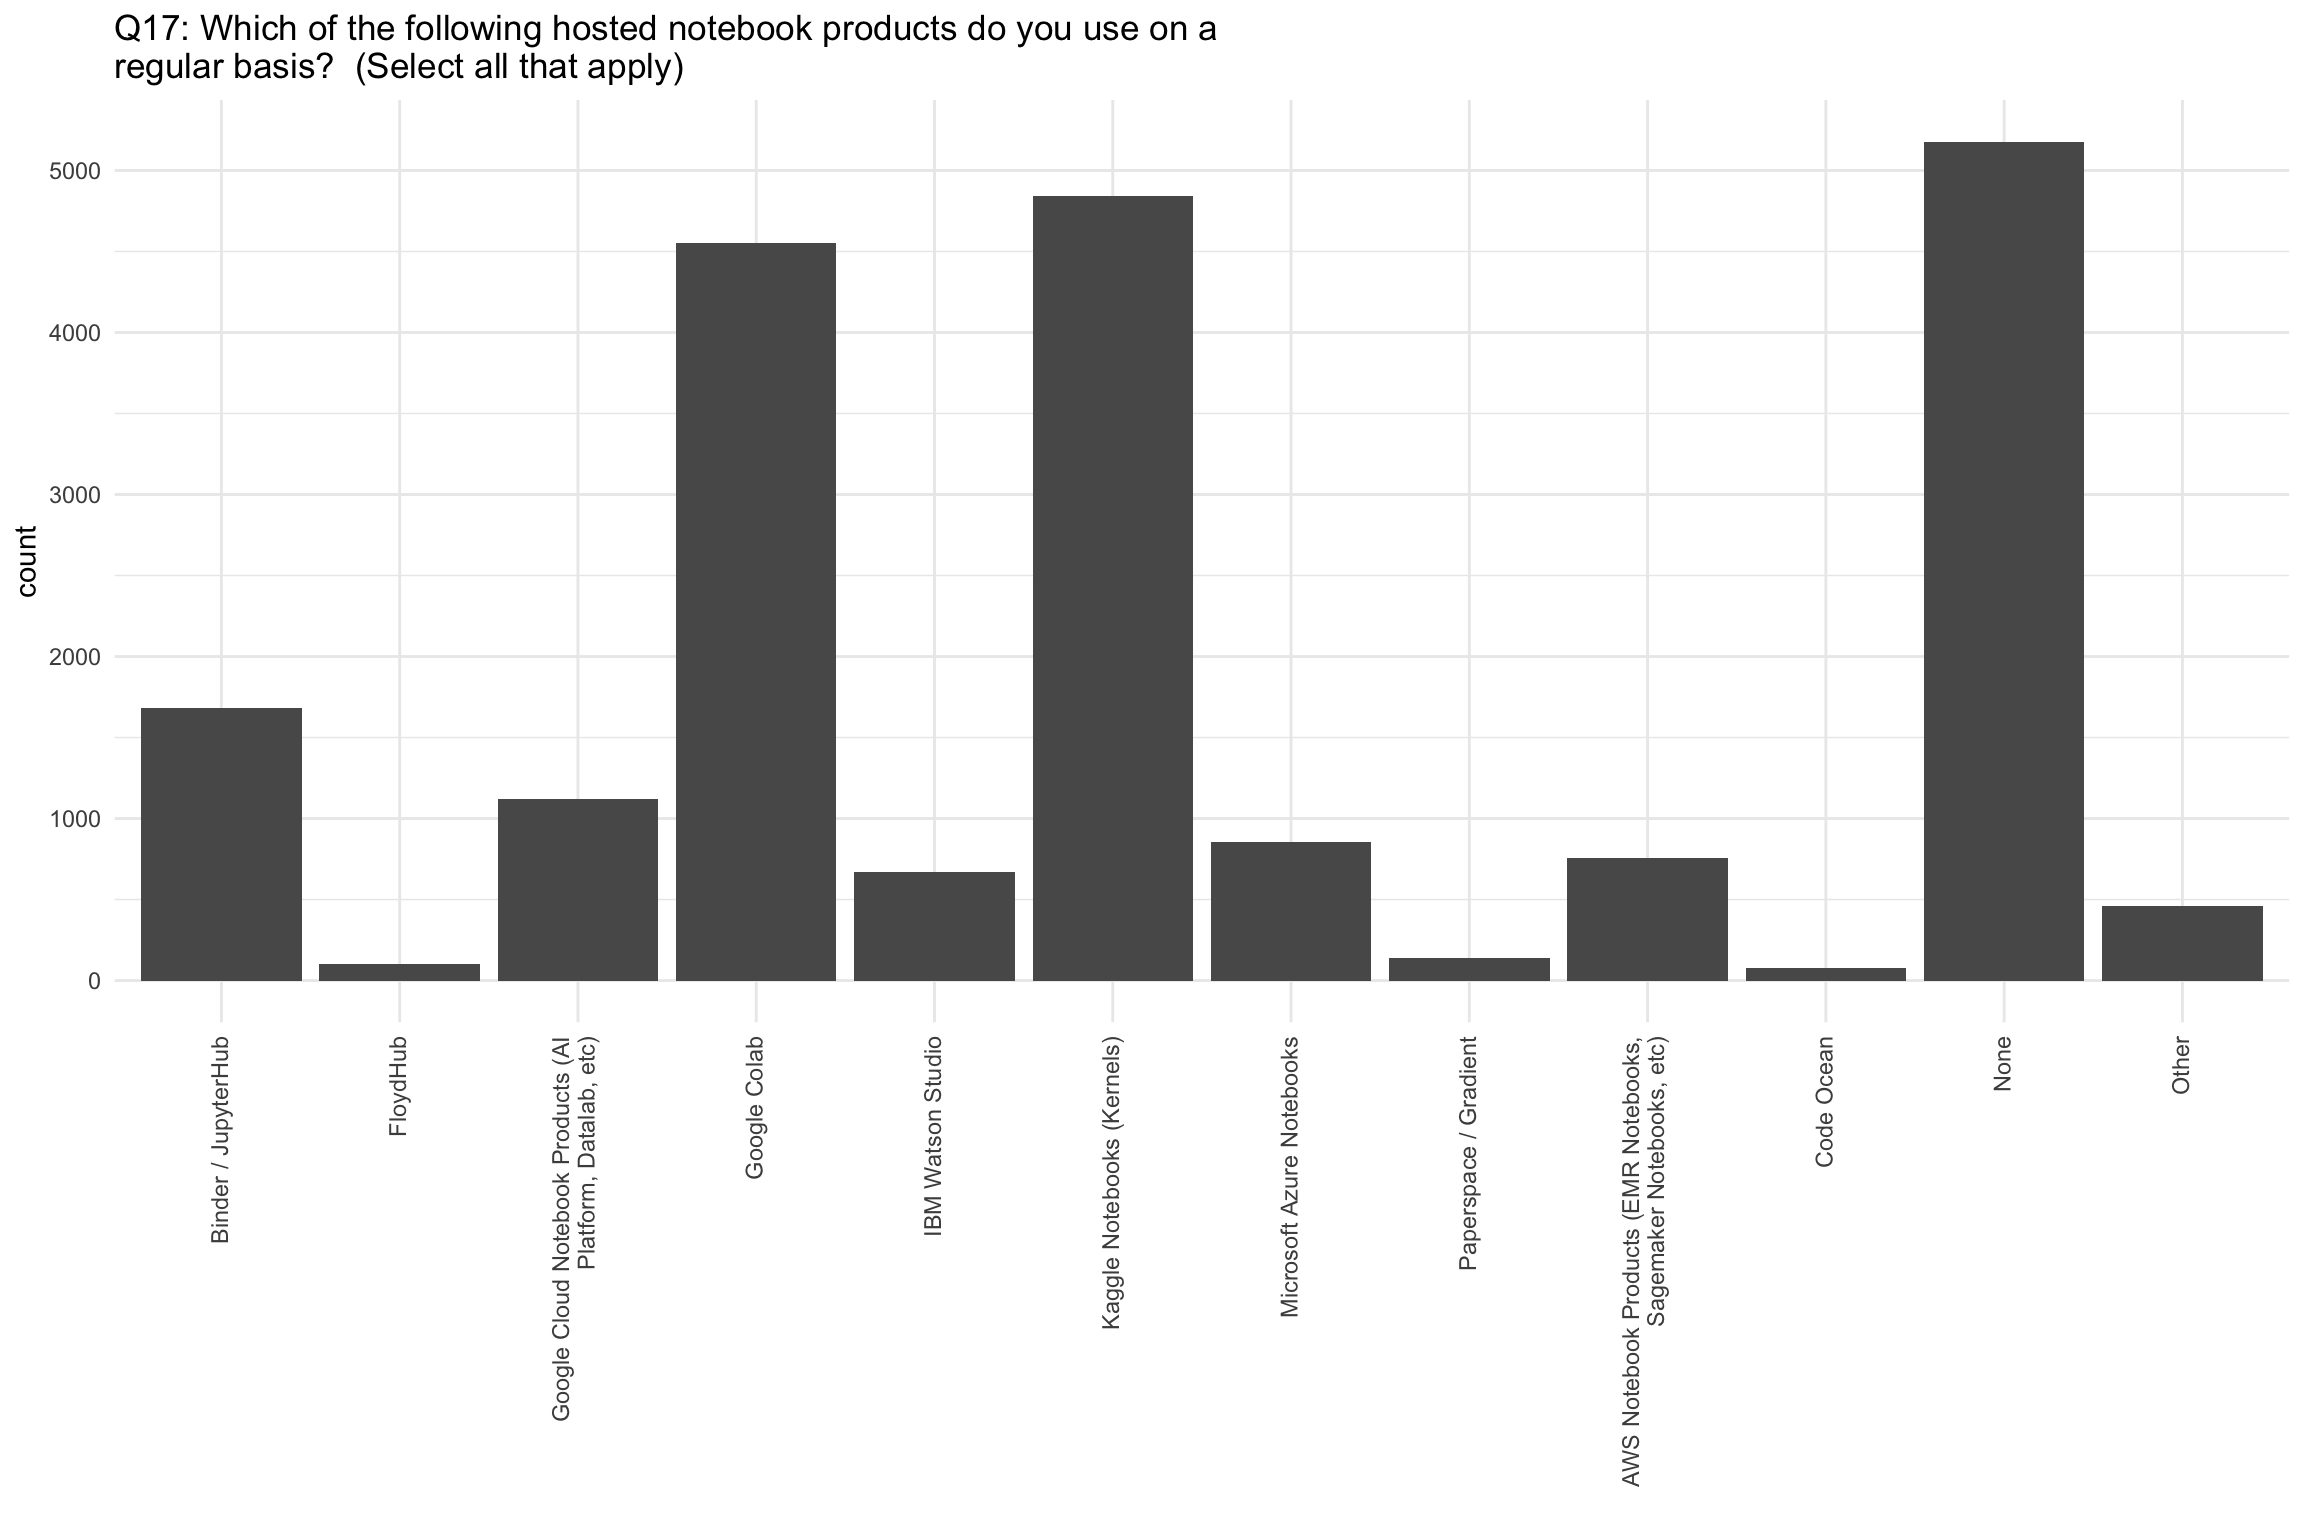 Q17: Which of the following hosted notebook products do you use on a
regular basis?  (Select all that apply)
count
5000
4000
3000
2000
1000
0
Binder / JupyterHub
FloydHub
Google Cloud Notebook Products (AI
Platform, Datalab, etc)
Google Colab
IBM Watson Studio
Kaggle Notebooks (Kernels)
Microsoft Azure Notebooks
Paperspace / Gradient
AWS Notebook Products (EMR Notebooks,
Sagemaker Notebooks, etc)
Code Ocean
None
Other